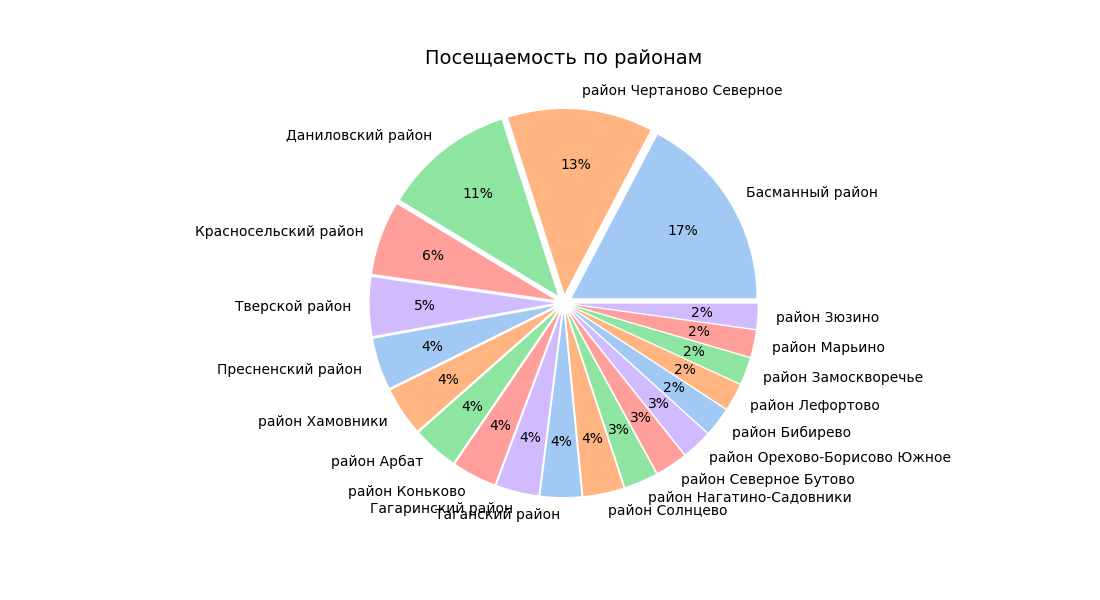 Посещаемость по районам
район Чертаново Северное
Даниловский район
13%
11%
Басманный район
17%
Красносельский район
6%
Тверской район
5%
2%
район Зюзино
2%
район Марьино
Пресненский район
4%
2%
район Замоскворечье
район Хамовники
4%
2%
район Лефортово
2%
район Бибирево
район Арбат
4%
3%
район Орехово-Борисово Южное
район Коньково
4%
3%
район Северное Бутово
Гагаринский район
4%
3%
район Нагатино-Садовники
Таганский район
4%
4%
район Солнцево